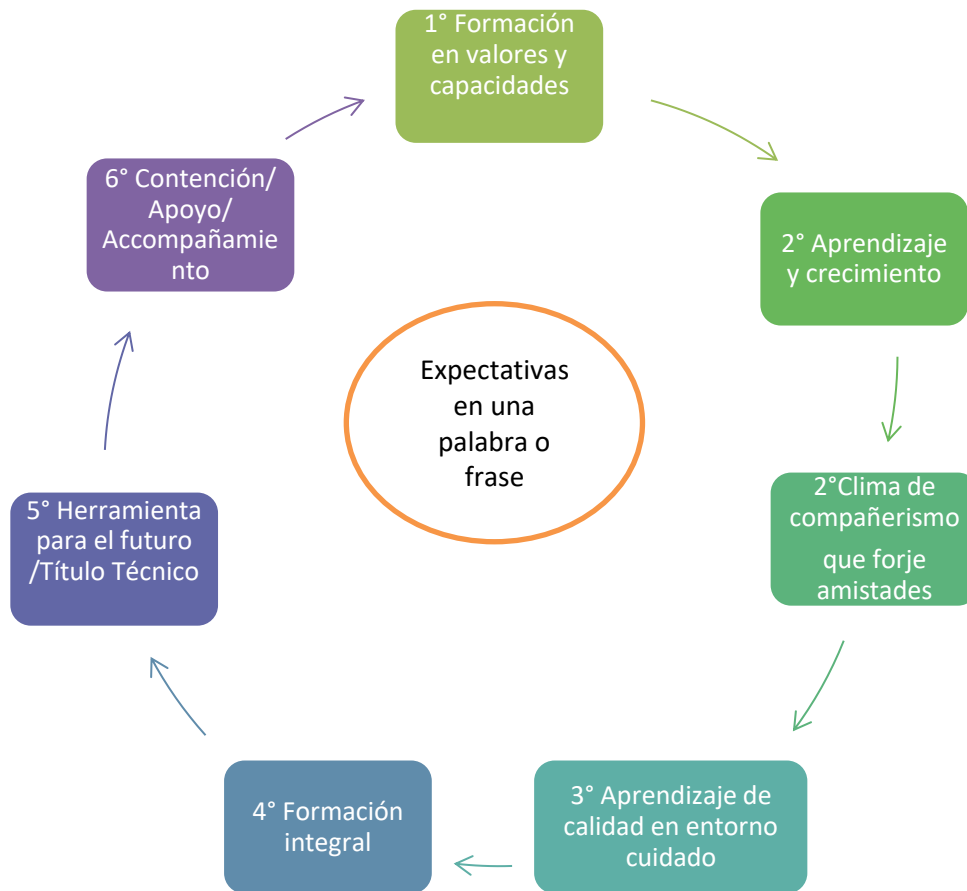 1° Formación
en valores y
capacidades
2° Aprendizaje
y crecimiento
2°Clima de
compañerismo
que forje
amistades
3° Aprendizaje de
calidad en entorno
cuidado
4° Formación
integral
5° Herramienta
para el futuro
/Título Técnico
6° Contención/
Apoyo/
Accompañamie
nto
Expectativas
en una
palabra o
frase